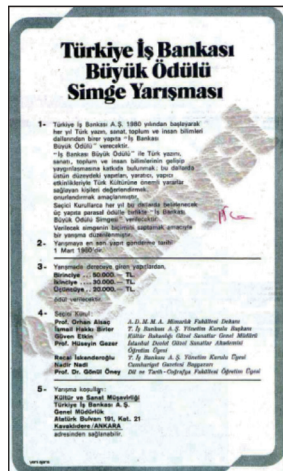 Türkiye İş Bankası
Büyük Ödülü
Simge Yarışması
1- Türkiye İş Bankası A.Ş. 1980 yılından başlayarak
her yıl Türk yazın, sanat, toplum ve insan bilimleri
dallarından birer yapıta "İş Bankası
Büyük Ödülü" verecektir.
"İş Bankası Büyük Ödülü" ile Türk yazın,
sanat, toplum ve insan bilimlerinin gelişip
yaygınlaşmasına katkıda bulunmak; bu dallarda
üstün düzeydeki yapıtları, yaratısı, yapıta
etkinlikleriyle Türk Kültürüne önemli yararlar
sağlayan kişileri değerlendirmek,
onurlandırmak amaçlanmıştır.
Seçici Kurullarca her yıl bu dallarda belirlenecek
üç yapıta parasal ödülle birlikte "İş Bankası
Büyük Ödülü Simgesi" verilecektir.
Verilecek simgenin biçimini saptamak amacıyla
bir yarışma düzenlenmiştir.
2- Yarışmaya en son yapıt gönderme tarihi
1 Mart 1980'dir.
3- Yarışmada dereceye giren yapıtlardan,
Birinciye .. 50.000.— TL.
İkinciye .... 30.000.— TL.
Üçüncüye .. 20.000.— TL.
ödül verilecektir.
4- Seçici Kurul:
Prof. Orhan Alsaç A.D.M.M.A. Mimarlık Fakültesi Dekanı
İsmail Hakkı Birler T. İş Bankası A.Ş. Yönetim Kurulu Başkanı
Güven Etkin Kültür Bakanlığı Güzel Sanatlar Genel Müdürü
Prof. Hüseyin Gezer İstanbul Devlet Güzel Sanatlar Akademisi
Öğretim Üyesi
Recai İskenderoğlu T. İş Bankası A.Ş. Yönetim Kurulu Üyesi
Nadir Nadi Cumhuriyet Gazetesi Başyazarı
Prof. Dr. Gönül Öney Dil ve Tarih-Coğrafya Fakültesi Öğretim Üyesi
5- Yarışma koşulları:
Kültür ve Sanat Müşavirliği
Türkiye İş Bankası A.Ş.
Genel Müdürlük
Atatürk Bulvarı 191, Kat. 21
Kavaklıdere/ANKARA
adresinden sağlanabilir.